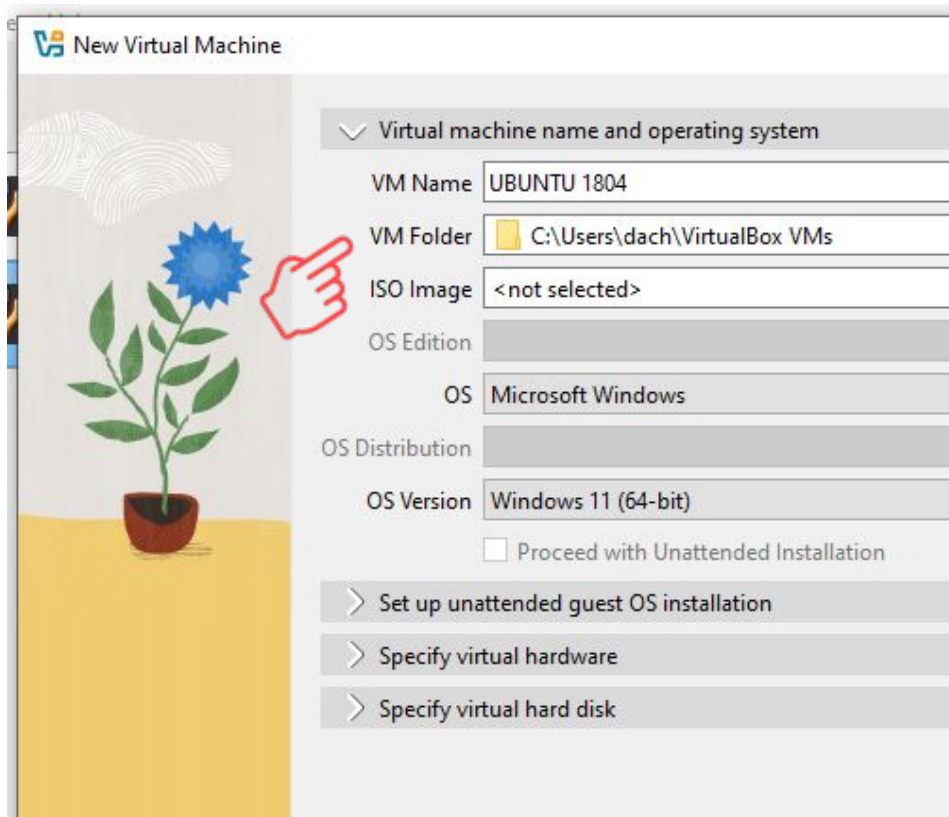 New Virtual Machine
Virtual machine name and operating system
VM Name UBUNTU 1804
VM Folder C:\Users\dach\VirtualBox VMs
ISO Image <not selected>
OS Edition
OS Microsoft Windows
OS Distribution
OS Version Windows 11 (64-bit)
Proceed with Unattended Installation
Set up unattended guest OS installation
Specify virtual hardware
Specify virtual hard disk